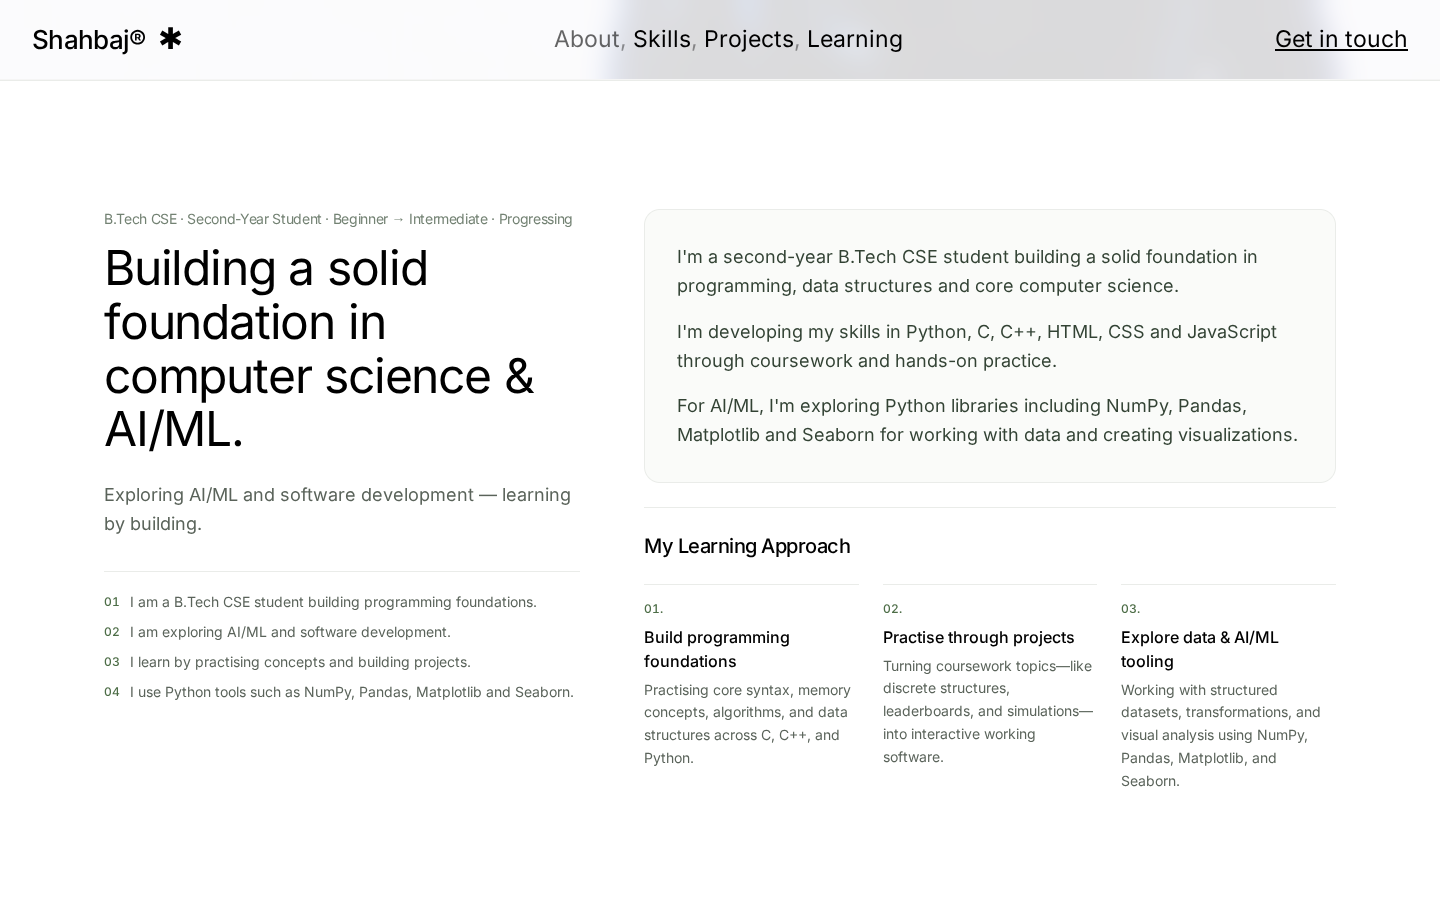 Shahbaj® ✱
About, Skills, Projects, Learning
Get in touch
B.Tech CSE · Second-Year Student · Beginner → Intermediate · Progressing
Building a solid
foundation in
computer science &
AI/ML.
Exploring AI/ML and software development — learning
by building.
01 I am a B.Tech CSE student building programming foundations.
02 I am exploring AI/ML and software development.
03 I learn by practising concepts and building projects.
04 I use Python tools such as NumPy, Pandas, Matplotlib and Seaborn.
I'm a second-year B.Tech CSE student building a solid foundation in
programming, data structures and core computer science.
I'm developing my skills in Python, C, C++, HTML, CSS and JavaScript
through coursework and hands-on practice.
For AI/ML, I'm exploring Python libraries including NumPy, Pandas,
Matplotlib and Seaborn for working with data and creating visualizations.
My Learning Approach
01.
Build programming
foundations
Practising core syntax, memory
concepts, algorithms, and data
structures across C, C++, and
Python.
02.
Practise through projects
Turning coursework topics—like
discrete structures,
leaderboards, and simulations—
into interactive working
software.
03.
Explore data & AI/ML
tooling
Working with structured
datasets, transformations, and
visual analysis using NumPy,
Pandas, Matplotlib, and
Seaborn.